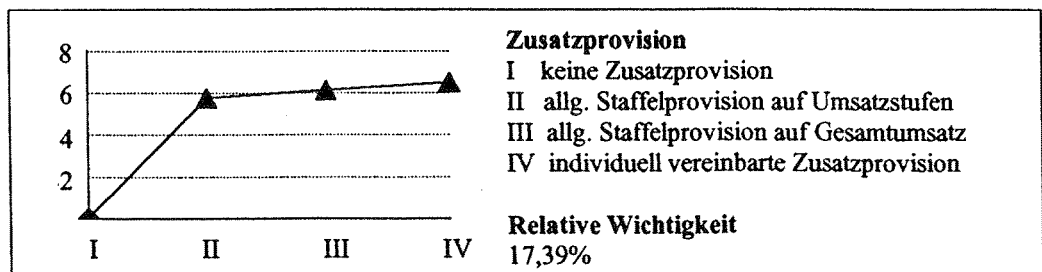 8
6
4
2
I II III IV
Zusatzprovision
I keine Zusatzprovision
II allg. Staffelprovision auf Umsatzstufen
III allg. Staffelprovision auf Gesamtumsatz
IV individuell vereinbarte Zusatzprovision
Relative Wichtigkeit
17,39%